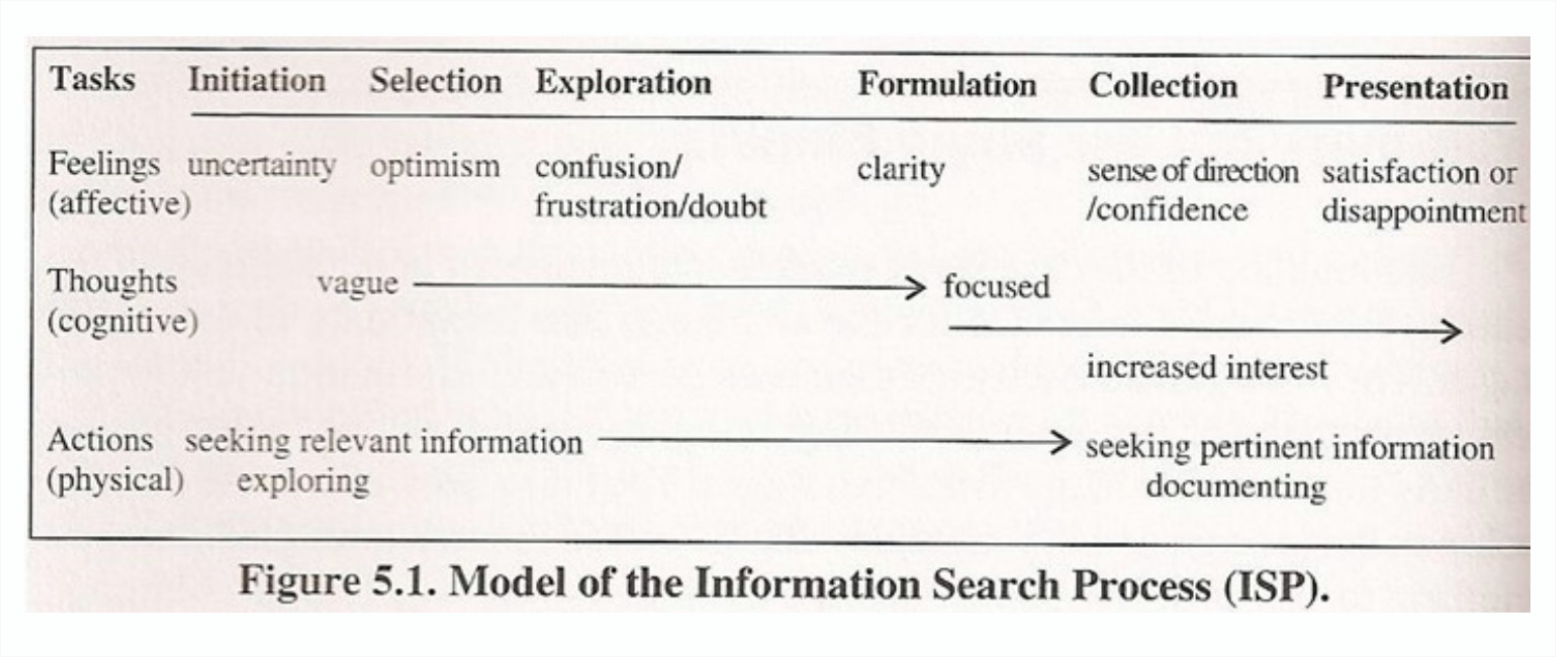 Tasks Initiation Selection Exploration Formulation Collection Presentation
Feelings uncertainty optimism confusion/ clarity sense of direction satisfaction or
(affective) frustration/doubt /confidence disappointment
Thoughts vague focused
(cognitive)
increased interest
Actions seeking relevant information seeking pertinent information
(physical) exploring documenting
Figure 5.1. Model of the Information Search Process (ISP).